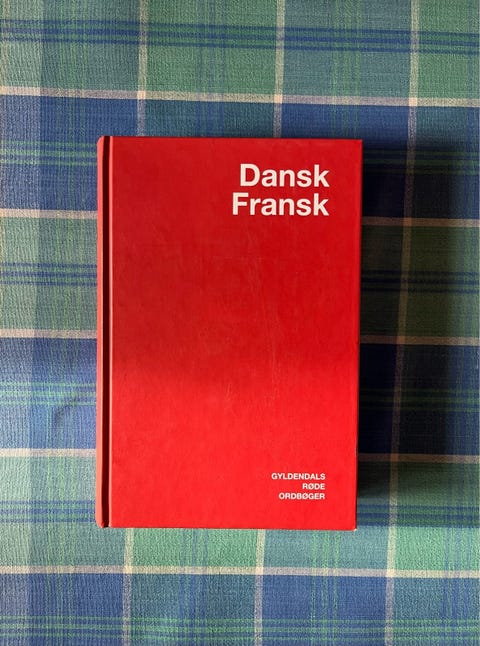 Dansk
Fransk
GYLDENDALS
RØDE
ORDBØGER